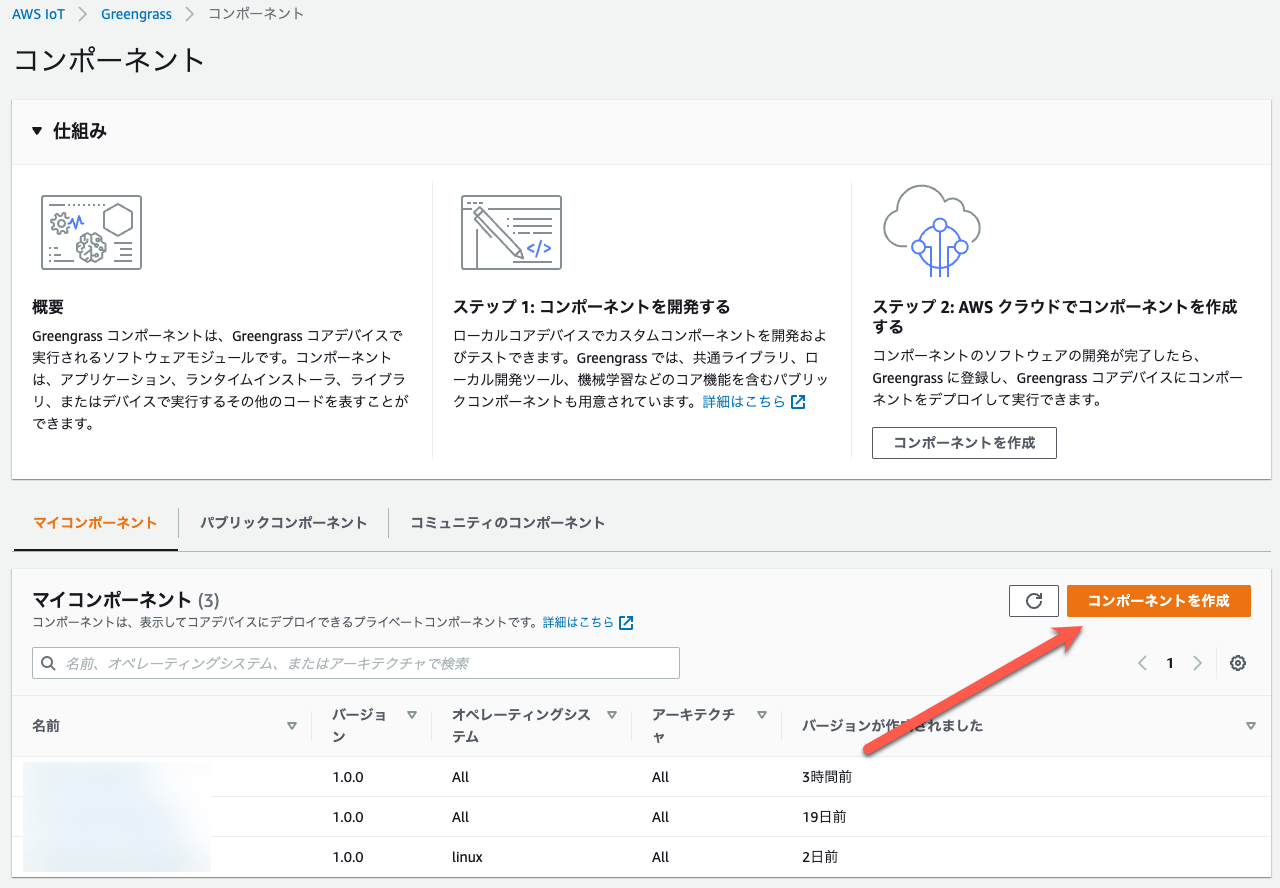 AWS IoT > Greengrass > コンポーネント
コンポーネント
▼ 仕組み
概要
Greengrass コンポーネントは、Greengrass コアデバイスで
実行されるソフトウェアモジュールです。コンポーネント
は、アプリケーション、ランタイムインストーラ、ライブラ
リ、またはデバイスで実行するその他のコードを表すことが
できます。
</>
ステップ 1: コンポーネントを開発する
ローカルコアデバイスでカスタムコンポーネントを開発およ
びテストできます。Greengrass では、共通ライブラリ、ロ
ーカル開発ツール、機械学習などのコア機能を含むパブリッ
クコンポーネントも用意されています。詳細はこちら
ステップ 2: AWS クラウドでコンポーネントを作成
する
コンポーネントのソフトウェアの開発が完了したら、
Greengrass に登録し、Greengrass コアデバイスにコンポー
ネントをデプロイして実行できます。
コンポーネントを作成
マイコンポーネント
パブリックコンポーネント
コミュニティのコンポーネント
マイコンポーネント (3)
コンポーネントを作成
コンポーネントは、表示してコアデバイスにデプロイできるプライベートコンポーネントです。詳細はこちら
名前、オペレーティングシステム、またはアーキテクチャで検索
1
名前
バージョ
ン
オペレーティングシス
テム
アーキテクチ
ャ
バージョンが作成されました
1.0.0 All All 3時間前
1.0.0 All All 19日前
1.0.0 linux All 2日前